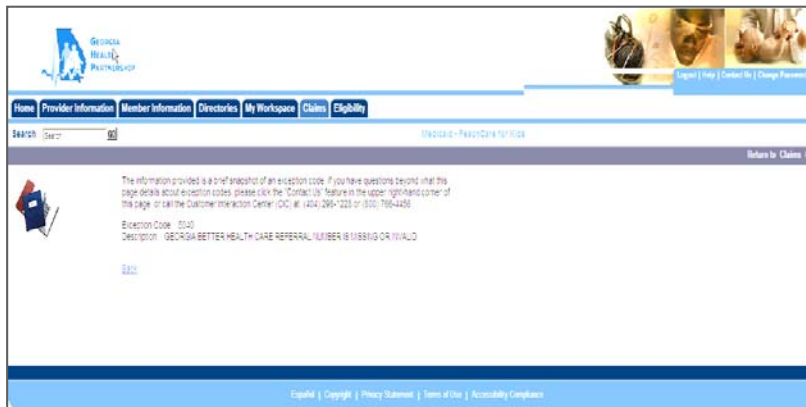 GEORGIA
HEALTH
PARTNERSHIP
Logout | Help | Contact Us | Change Password
Home Provider Information Member Information Directories My Workspace Claims Eligibility
Search Search GO Medicaid - PeachCare for Kids
Return to Claims
The information provided is a brief snapshot of an exception code. If you have questions beyond what this
page details about exception codes, please click the "Contact Us" feature in the upper right-hand corner of
this page, or call the Customer Interaction Center (CIC) at: (404) 298-1228 or (800) 766-4456
Exception Code:
Description: GEORGIA BETTER HEALTH CARE REFERRAL NUMBER IS MISSING OR INVALID
Back
Español | Copyright | Privacy Statement | Terms of Use | Accessibility Compliance